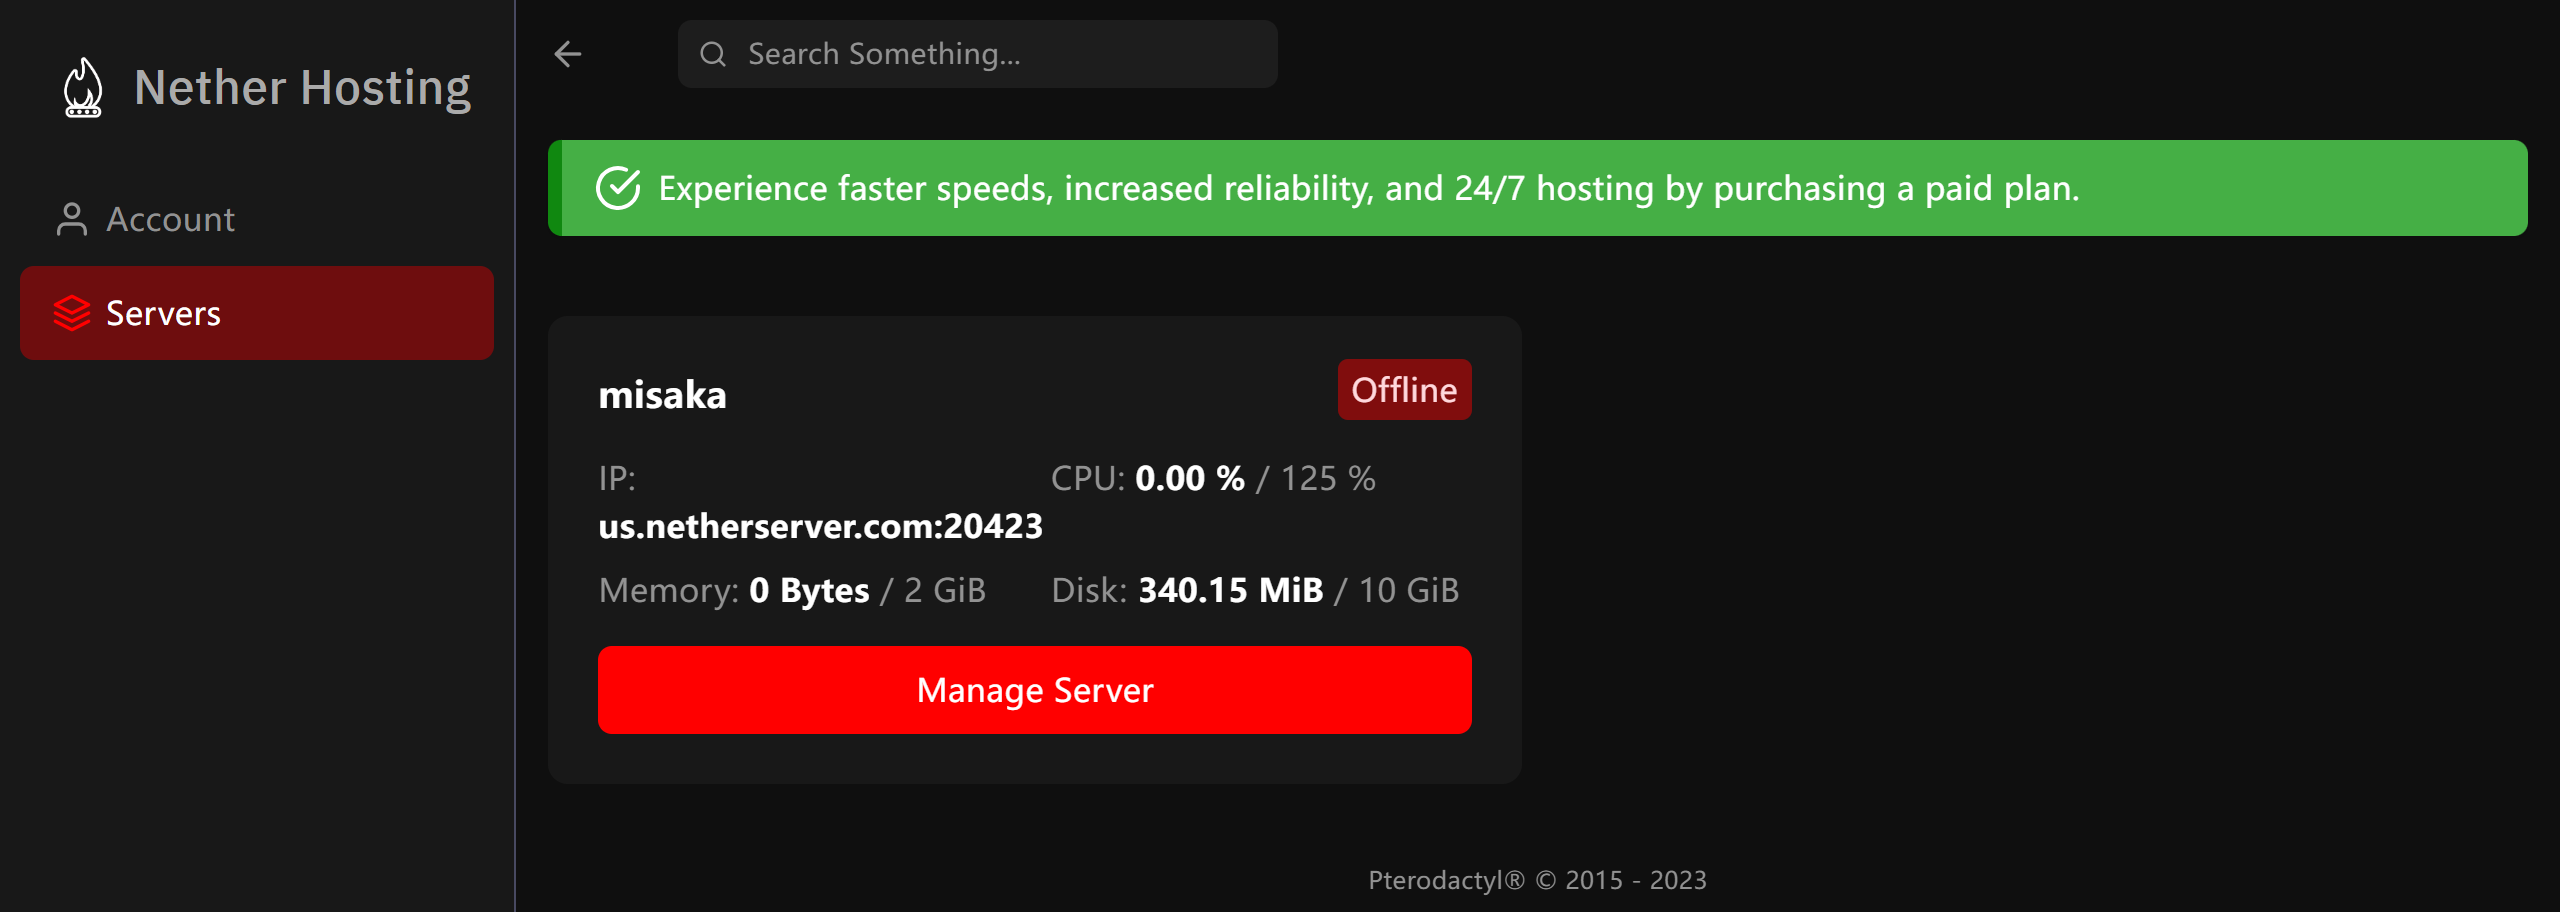 Nether Hosting
Account
Servers
Search Something...
Experience faster speeds, increased reliability, and 24/7 hosting by purchasing a paid plan.
misaka
Offline
IP:
us.netherserver.com:20423
CPU: 0.00 % / 125 %
Memory: 0 Bytes / 2 GiB
Disk: 340.15 MiB / 10 GiB
Manage Server
Pterodactyl® © 2015 - 2023